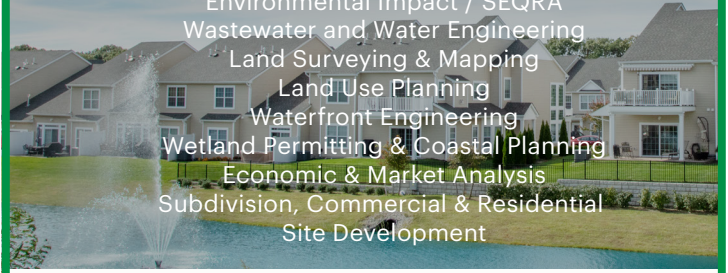 Environmental Impact / SEQRA
Wastewater and Water Engineering
Land Surveying & Mapping
Land Use Planning
Waterfront Engineering
Wetland Permitting & Coastal Planning
Economic & Market Analysis
Subdivision, Commercial & Residential
Site Development